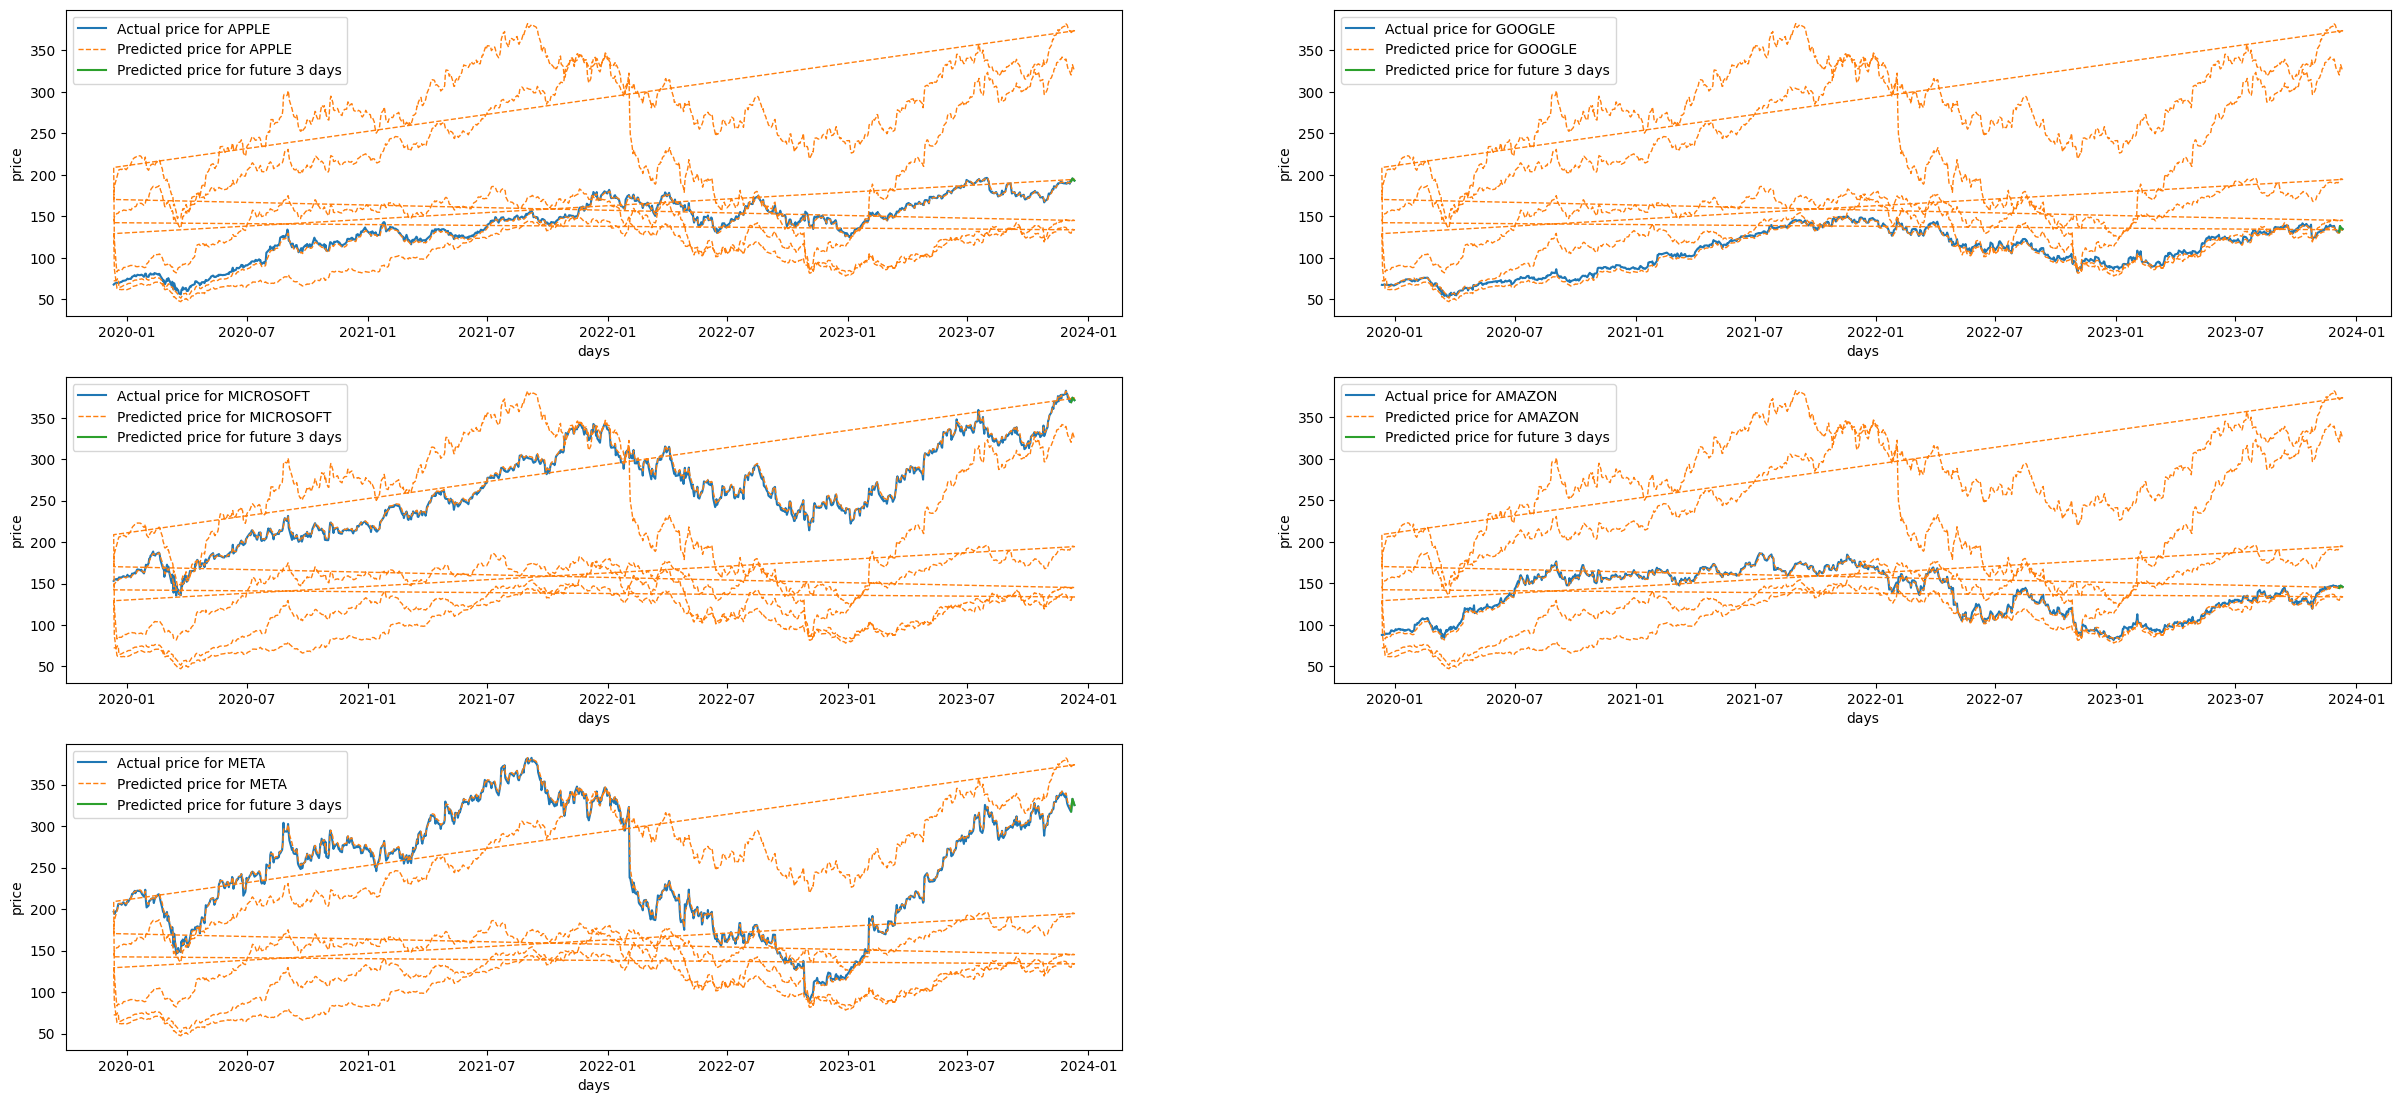 Actual price for APPLE
Predicted price for APPLE
Predicted price for future 3 days
350
300
250
200
150
100
50
price
2020-01 2020-07 2021-01 2021-07 2022-01 2022-07 2023-01 2023-07 2024-01
days
Actual price for GOOGLE
Predicted price for GOOGLE
Predicted price for future 3 days
350
300
250
200
150
100
50
price
2020-01 2020-07 2021-01 2021-07 2022-01 2022-07 2023-01 2023-07 2024-01
days
Actual price for MICROSOFT
Predicted price for MICROSOFT
Predicted price for future 3 days
350
300
250
200
150
100
50
price
2020-01 2020-07 2021-01 2021-07 2022-01 2022-07 2023-01 2023-07 2024-01
days
Actual price for AMAZON
Predicted price for AMAZON
Predicted price for future 3 days
350
300
250
200
150
100
50
price
2020-01 2020-07 2021-01 2021-07 2022-01 2022-07 2023-01 2023-07 2024-01
days
Actual price for META
Predicted price for META
Predicted price for future 3 days
350
300
250
200
150
100
50
price
2020-01 2020-07 2021-01 2021-07 2022-01 2022-07 2023-01 2023-07 2024-01
days